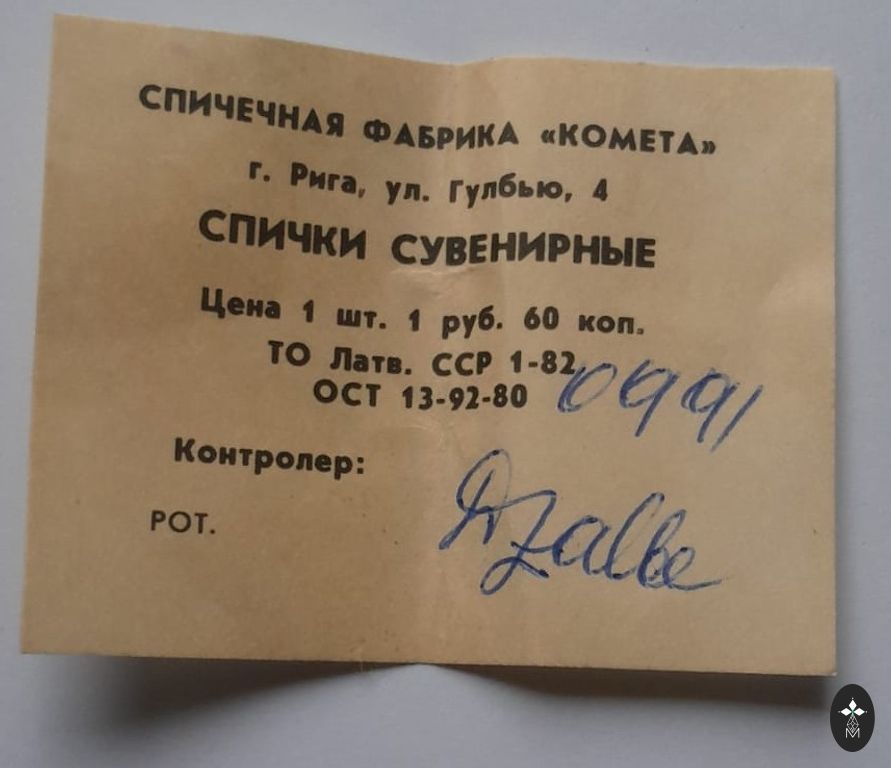 СПИЧЕЧНАЯ ФАБРИКА «КОМЕТА»
г. Рига, ул. Гулбью, 4
СПИЧКИ СУВЕНИРНЫЕ
Цена 1 шт. 1 руб. 60 коп.
ТО Латв. ССР 1-82
ОСТ 13-92-80 0991
Контролер:
РОТ.
M